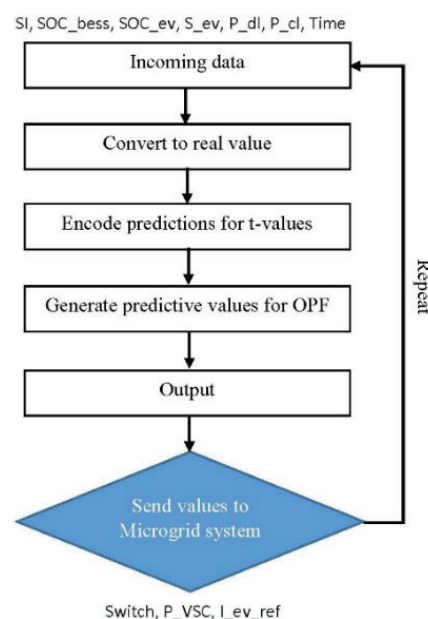 SI, SOC_bess, SOC_ev, S_ev, P_dl, P_cl, Time
Incoming data
Convert to real value
Encode predictions for t-values
Generate predictive values for OPF
Output
Send values to
Microgrid system
Repeat
Switch, P_VSC, I_ev_ref